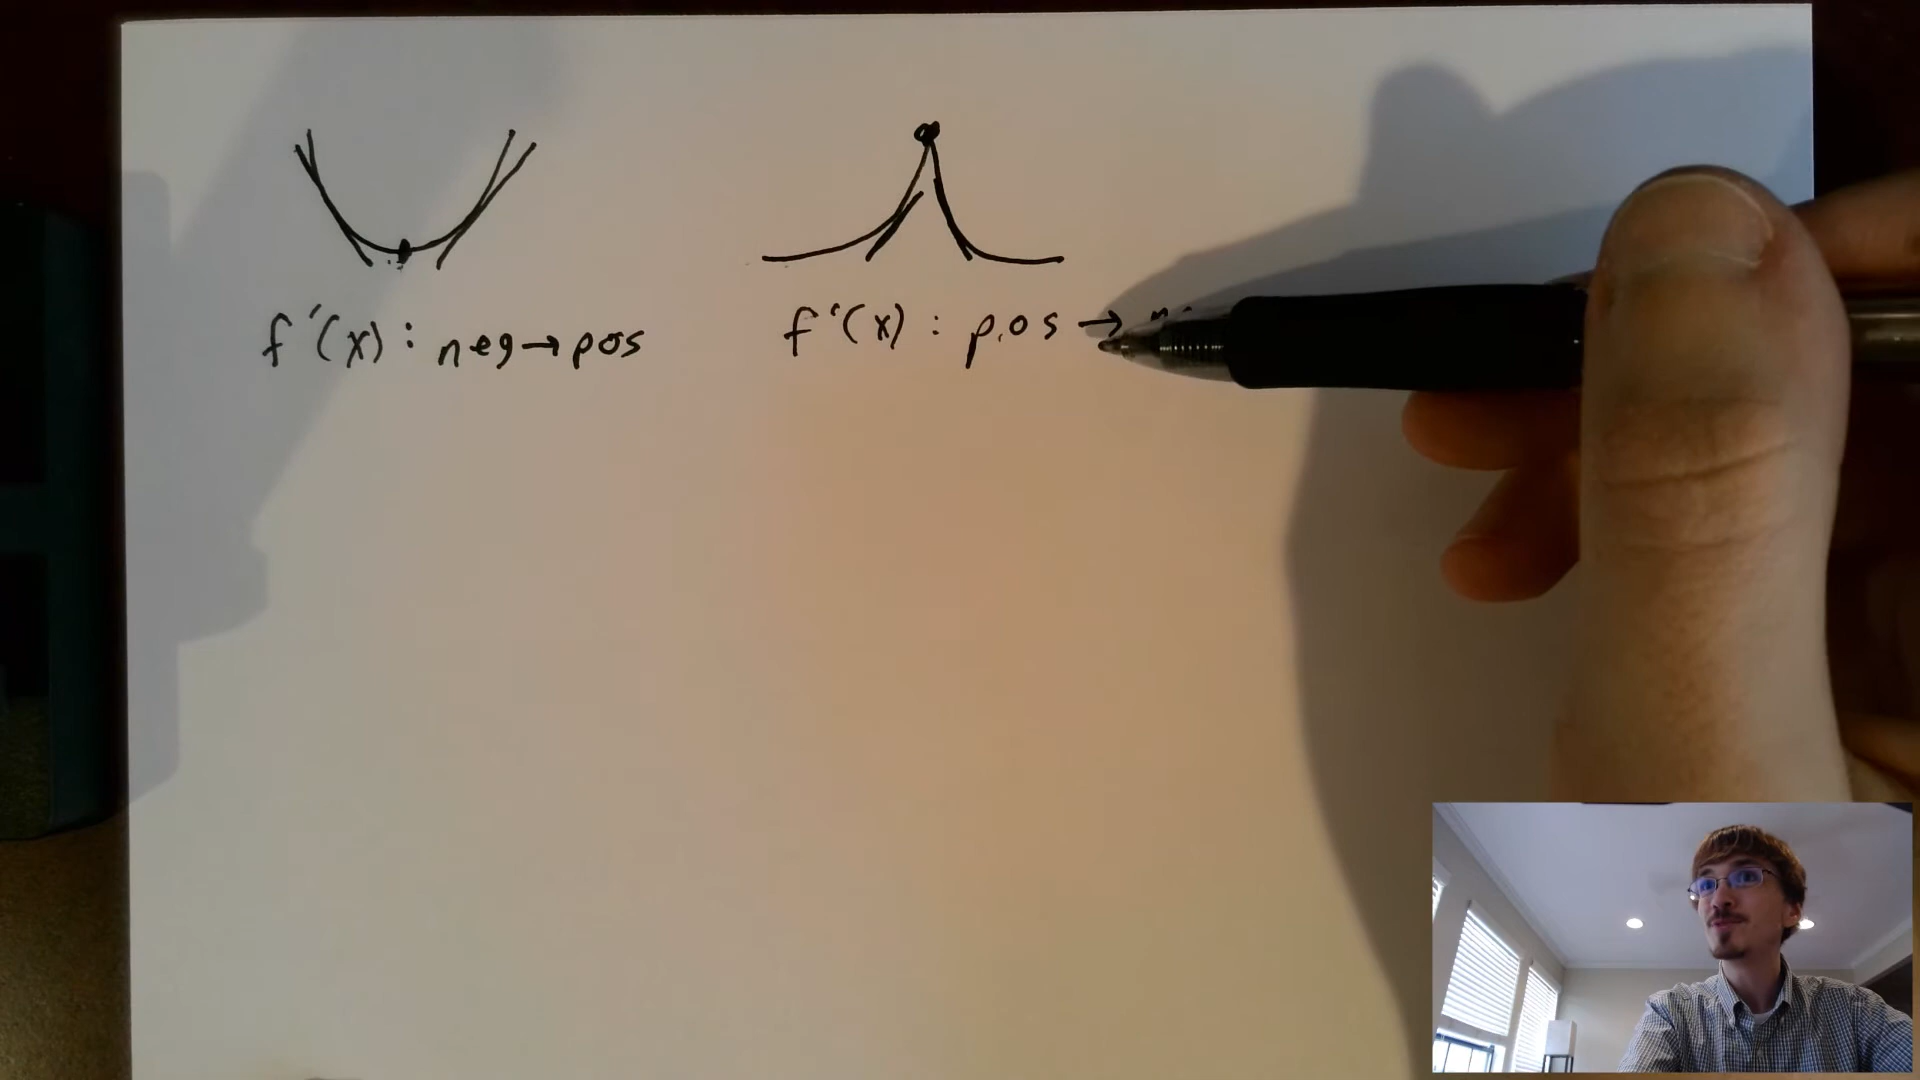 f'(x) : neg → pos
f'(x) : pos →